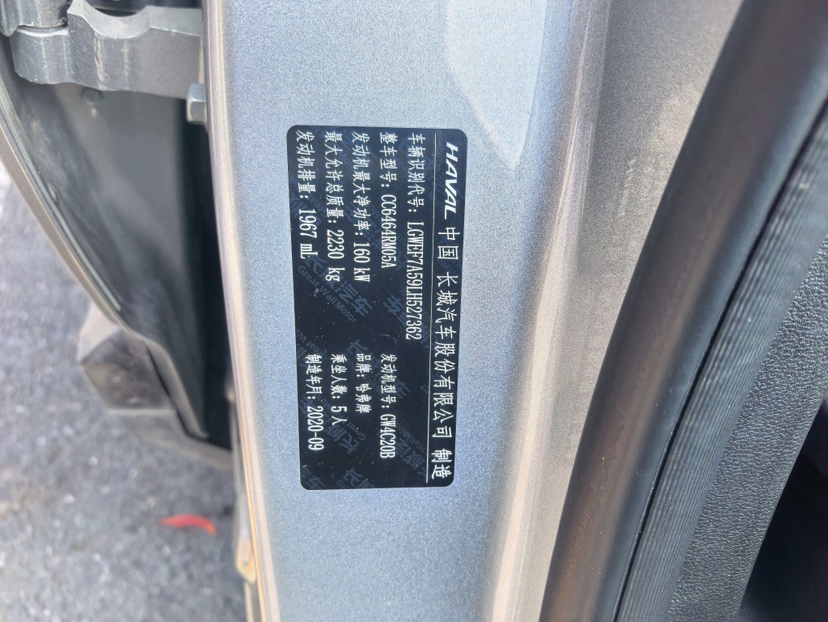 HAVAL 中国 长城汽车股份有限公司 制造
车辆识别代号: LGWEF7A59LH527362
整车型号: CC6464RM05A 发动机型号: GW4C20B
发动机最大净功率: 160 kW 品牌: 哈弗牌
最大允许总质量: 2230 kg 乘坐人数: 5人
发动机排量: 1967 mL 制造年月: 2020-09